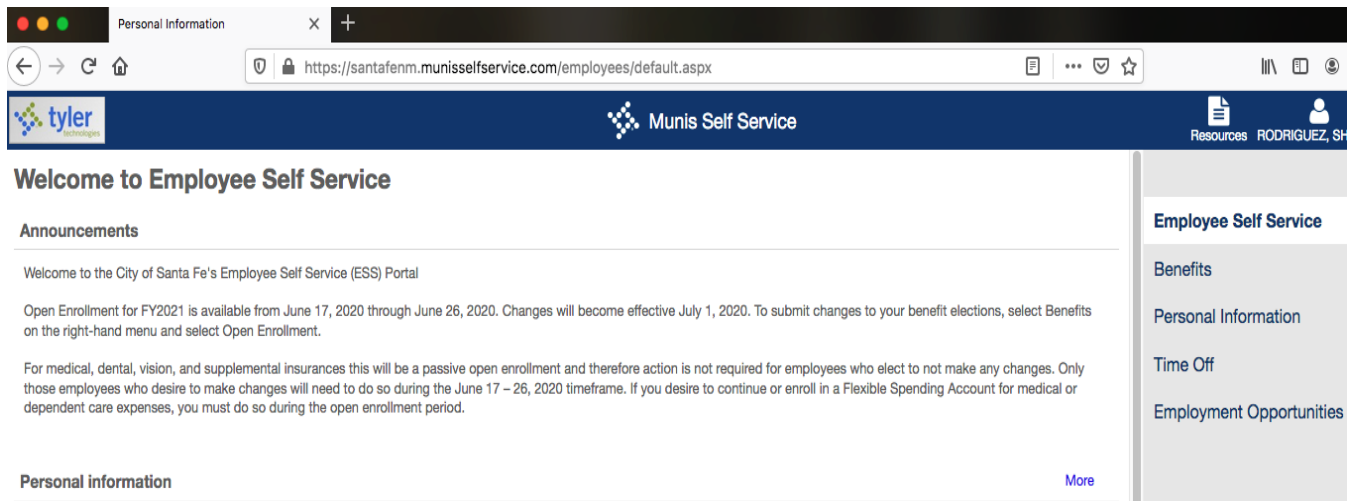 Personal Information
https://santafenm.munisselfservice.com/employees/default.aspx
tyler
technologies
Munis Self Service
Resources RODRIGUEZ, SH
Welcome to Employee Self Service
Announcements
Welcome to the City of Santa Fe's Employee Self Service (ESS) Portal
Open Enrollment for FY2021 is available from June 17, 2020 through June 26, 2020. Changes will become effective July 1, 2020. To submit changes to your benefit elections, select Benefits
on the right-hand menu and select Open Enrollment.
For medical, dental, vision, and supplemental insurances this will be a passive open enrollment and therefore action is not required for employees who elect to not make any changes. Only
those employees who desire to make changes will need to do so during the June 17 – 26, 2020 timeframe. If you desire to continue or enroll in a Flexible Spending Account for medical or
dependent care expenses, you must do so during the open enrollment period.
Personal information
More
Employee Self Service
Benefits
Personal Information
Time Off
Employment Opportunities